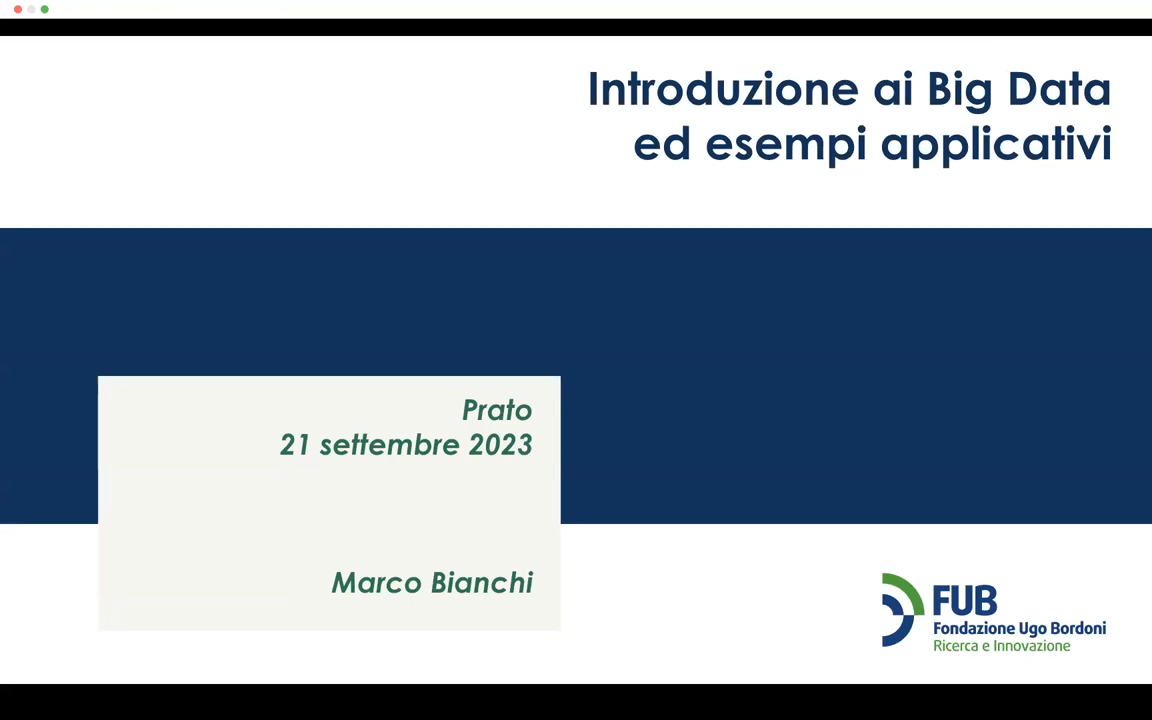 Introduzione ai Big Data
ed esempi applicativi
Prato
21 settembre 2023
Marco Bianchi
FUB
Fondazione Ugo Bordoni
Ricerca e Innovazione